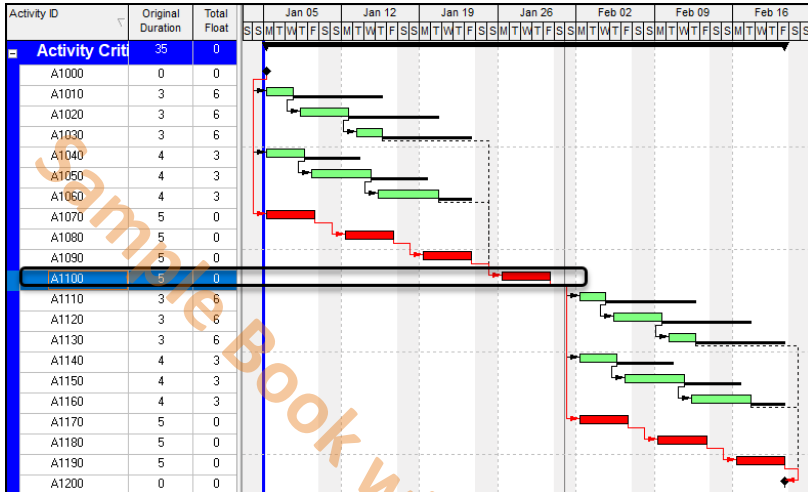 Activity ID Original Duration Total Float Jan 05 Jan 12 Jan 19 Jan 26 Feb 02 Feb 09 Feb 16
S S M T W T F S S M T W T F S S M T W T F S S M T W T F S S M T W T F S S M T W T F S S M T W T F S S
Activity Criti 35 0
A1000 0 0
A1010 3 6
A1020 3 6
A1030 3 6
A1040 4 3
A1050 4 3
A1060 4 3
A1070 5 0
A1080 5 0
A1090 5 0
A1100 5 0
A1110 3 6
A1120 3 6
A1130 3 6
A1140 4 3
A1150 4 3
A1160 4 3
A1170 5 0
A1180 5 0
A1190 5 0
A1200 0 0
Sample Book